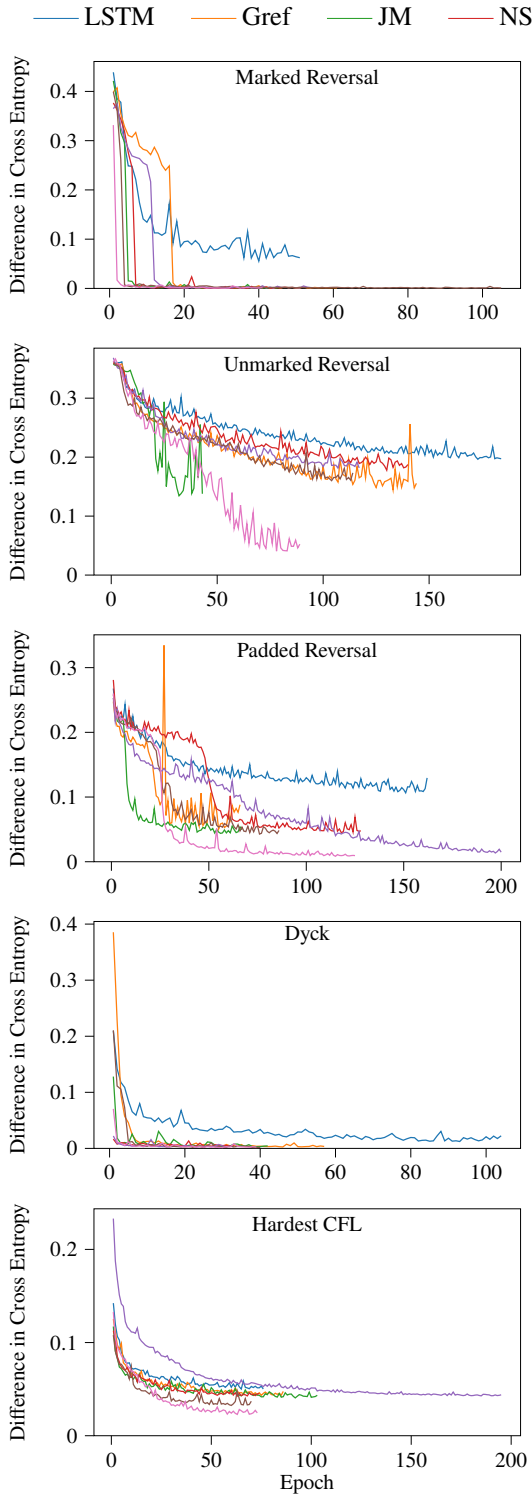 LSTM Gref JM NS
Marked Reversal
Difference in Cross Entropy
0.4
0.3
0.2
0.1
0
0 20 40 60 80 100
Unmarked Reversal
Difference in Cross Entropy
0.3
0.2
0.1
0
0 50 100 150
Padded Reversal
Difference in Cross Entropy
0.3
0.2
0.1
0
0 50 100 150 200
Dyck
Difference in Cross Entropy
0.4
0.3
0.2
0.1
0
0 20 40 60 80 100
Hardest CFL
Difference in Cross Entropy
0.2
0.1
0
0 50 100 150 200
Epoch